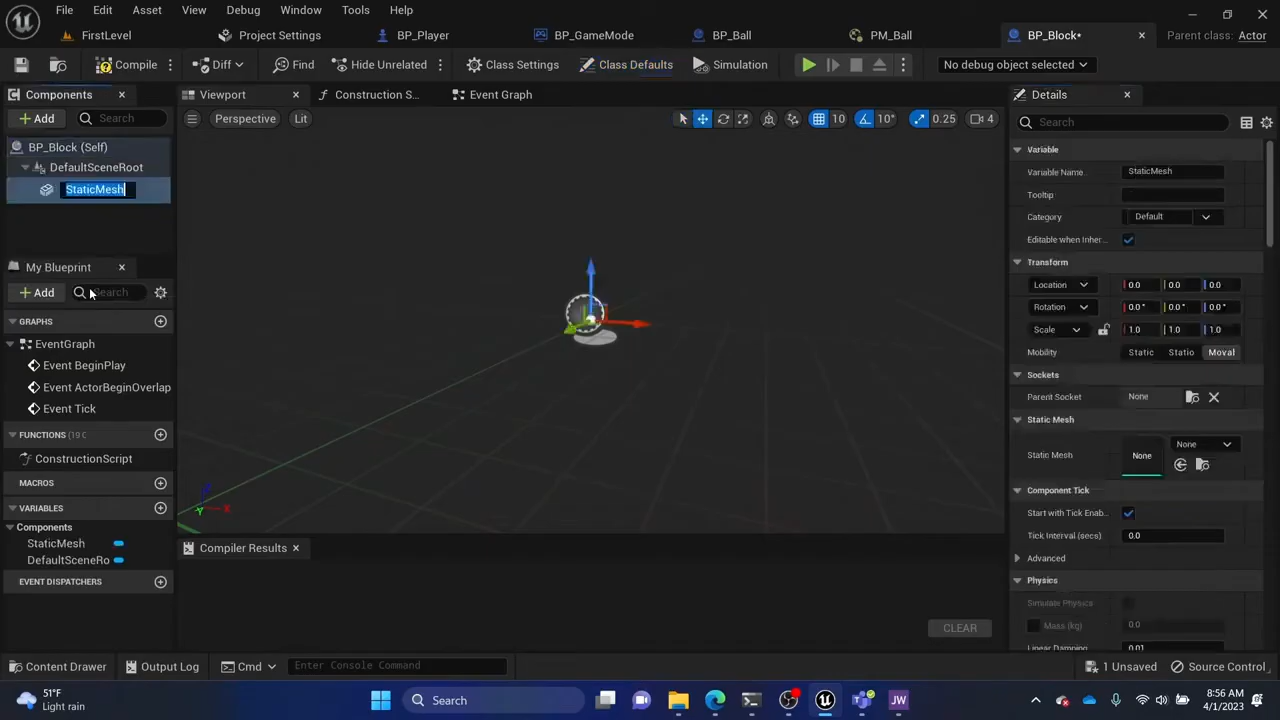 File Edit Asset View Debug Window Tools Help
FirstLevel Project Settings BP_Player BP_GameMode BP_Ball PM_Ball BP_Block* Parent class: Actor
Compile Diff Find Hide Unrelated Class Settings Class Defaults Simulation No debug object selected
Components Viewport Construction S... Event Graph Details
Add Search Perspective Lit 10 10° 0.25 4 Search
BP_Block (Self)
Variable
DefaultSceneRoot
Variable Name StaticMesh
StaticMesh
Tooltip
Category Default
Editable when Inher...
My Blueprint
Transform
Add Search
Location 0.0 0.0 0.0
Rotation 0.0° 0.0° 0.0°
GRAPHS
Scale 1.0 1.0 1.0
EventGraph
Mobility Static Statio Moval
Event BeginPlay
Sockets
Event ActorBeginOverlap
Parent Socket None
Event Tick
Static Mesh
FUNCTIONS
None
ConstructionScript
Static Mesh None
MACROS
Component Tick
VARIABLES
Start with Tick Enab...
Components
Tick Interval (secs) 0.0
StaticMesh
Compiler Results
DefaultSceneRo
Advanced
EVENT DISPATCHERS
Physics
Simulate Physics
CLEAR
Mass (kg) 0.0
Linear Damping 0.01
Content Drawer Output Log Cmd Enter Console Command 1 Unsaved Source Control
X
Y
51°F
Light rain
Search
JW
8:56 AM
4/1/2023